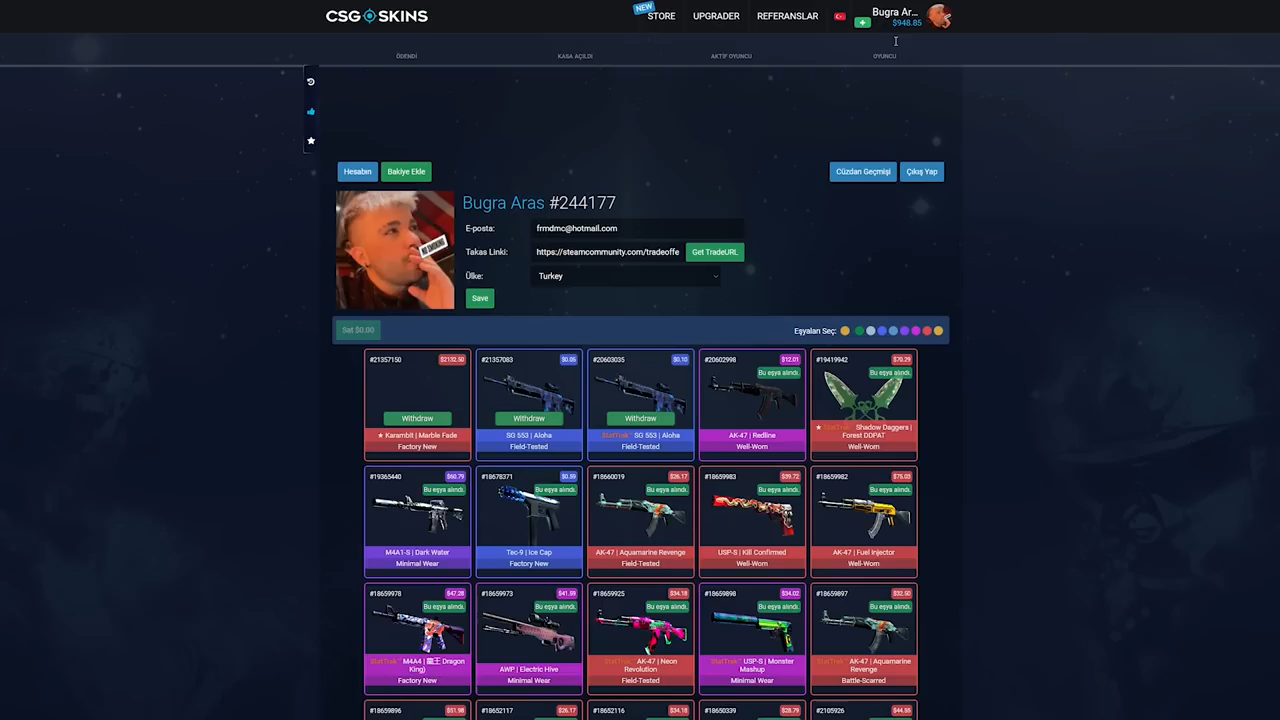 CSG SKINS
NEW
STORE
UPGRADER
REFERANSLAR
Bugra Ar...
$948.85
ÖDENDİ
KASA AÇILDI
AKTİF OYUNCU
OYUNCU
Hesabın
Bakiye Ekle
Cüzdan Geçmişi
Çıkış Yap
NO SMOKING
Bugra Aras #244177
E-posta:
frmdmc@hotmail.com
Takas Linki:
https://steamcommunity.com/tradeoffe
Get TradeURL
Ülke:
Turkey
Save
Sat $0.00
Eşyaları Seç:
#21357150
$2132.50
Withdraw
★ Karambit | Marble Fade
Factory New
#21357083
$0.05
Withdraw
SG 553 | Aloha
Field-Tested
#20603035
$0.10
Withdraw
StatTrak™ SG 553 | Aloha
Field-Tested
#20602998
$12.01
Bu eşya alındı.
AK-47 | Redline
Well-Worn
#19419942
$70.29
Bu eşya alındı.
★ StatTrak™ Shadow Daggers |
Forest DDPAT
Well-Worn
#19365440
$60.79
Bu eşya alındı.
M4A1-S | Dark Water
Minimal Wear
#18678371
$0.59
Bu eşya alındı.
Tec-9 | Ice Cap
Factory New
#18660019
$26.17
Bu eşya alındı.
AK-47 | Aquamarine Revenge
Field-Tested
#18659983
$39.72
Bu eşya alındı.
USP-S | Kill Confirmed
Well-Worn
#18659982
$75.03
Bu eşya alındı.
AK-47 | Fuel Injector
Well-Worn
#18659978
$47.28
Bu eşya alındı.
StatTrak™ M4A4 | 龍王 Dragon
King)
Factory New
#18659973
$41.59
Bu eşya alındı.
AWP | Electric Hive
Minimal Wear
#18659925
$34.18
Bu eşya alındı.
StatTrak™ AK-47 | Neon
Revolution
Field-Tested
#18659898
$34.02
Bu eşya alındı.
StatTrak™ USP-S | Monster
Mashup
Minimal Wear
#18659897
$32.50
Bu eşya alındı.
StatTrak™ AK-47 | Aquamarine
Revenge
Battle-Scarred
#18659896
$51.98
#18652117
$26.17
#18652116
$34.18
#18650339
$28.79
#2105926
$44.55